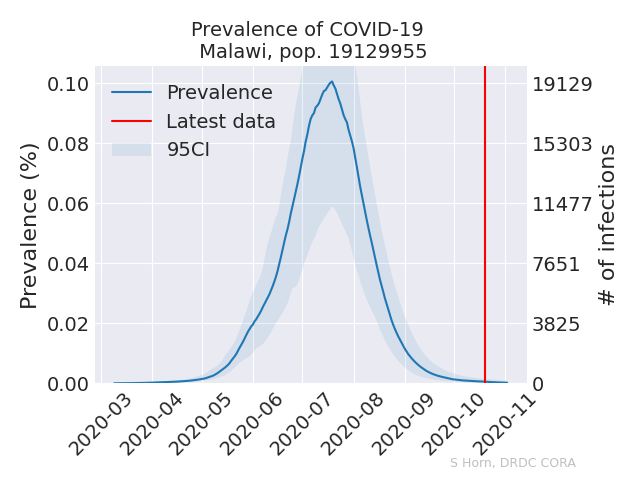 Prevalence of COVID-19
Malawi, pop. 19129955
Prevalence
Latest data
95CI
Prevalence (%)
0.10
0.08
0.06
0.04
0.02
0.00
19129
15303
11477
7651
3825
0
# of infections
2020-03
2020-04
2020-05
2020-06
2020-07
2020-08
2020-09
2020-10
2020-11
S Horn, DRDC CORA